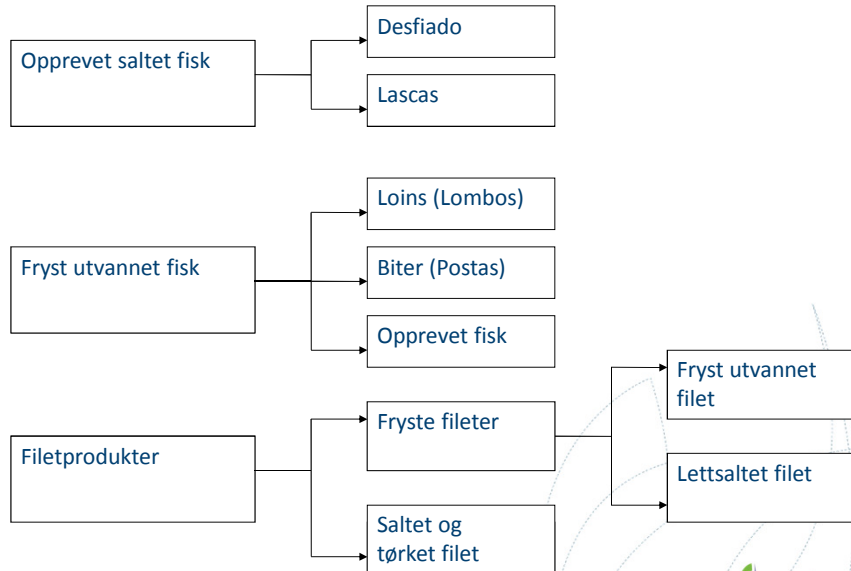 Opprevet saltet fisk
Desfiado
Lascas
Fryst utvannet fisk
Loins (Lombos)
Biter (Postas)
Opprevet fisk
Filetprodukter
Fryste fileter
Saltet og
tørket filet
Fryst utvannet
filet
Lettsaltet filet